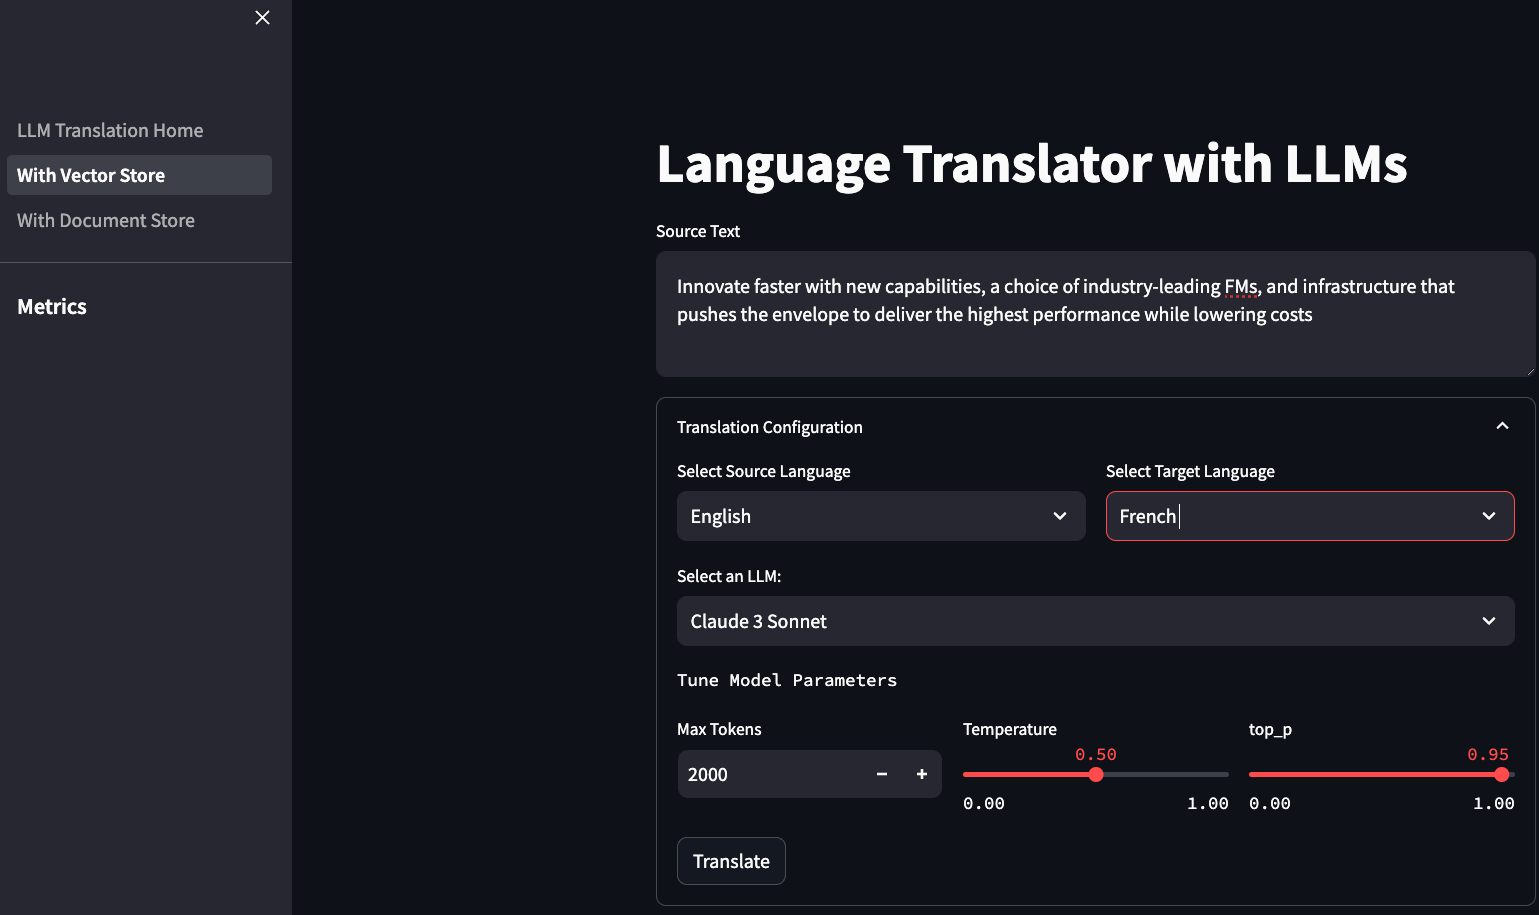 LLM Translation Home
With Vector Store
With Document Store
Metrics
Language Translator with LLMs
Source Text
Innovate faster with new capabilities, a choice of industry-leading FMs, and infrastructure that
pushes the envelope to deliver the highest performance while lowering costs
Translation Configuration
Select Source Language
Select Target Language
English
French
Select an LLM:
Claude 3 Sonnet
Tune Model Parameters
Max Tokens
Temperature
top_p
0.50
0.95
2000
0.00
1.00
0.00
1.00
Translate